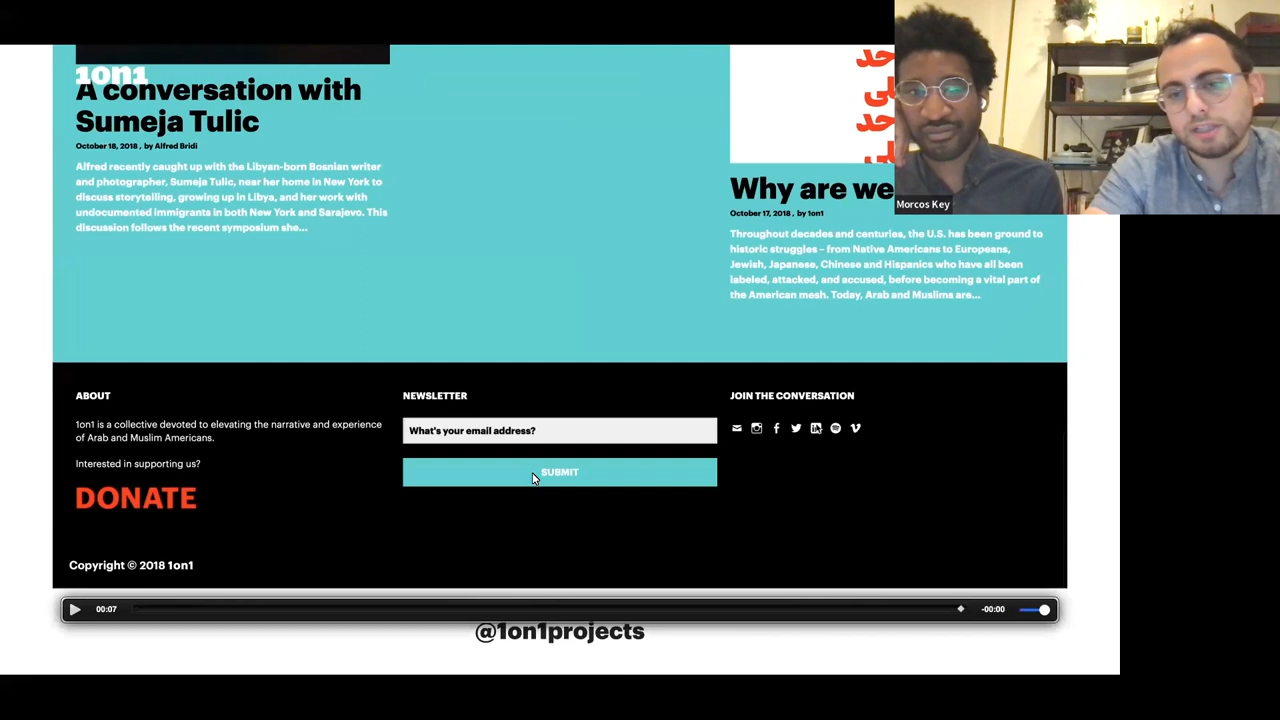 1on1
A conversation with
Sumeja Tulic
October 18, 2018 , by Alfred Bridi
Alfred recently caught up with the Libyan-born Bosnian writer
and photographer, Sumeja Tulic, near her home in New York to
discuss storytelling, growing up in Libya, and her work with
undocumented immigrants in both New York and Sarajevo. This
discussion follows the recent symposium she...
Why are we
October 17, 2018 , by 1on1
Throughout decades and centuries, the U.S. has been ground to
historic struggles – from Native Americans to Europeans,
Jewish, Japanese, Chinese and Hispanics who have all been
labeled, attacked, and accused, before becoming a vital part of
the American mesh. Today, Arab and Muslims are...
Morcos Key
ABOUT
1on1 is a collective devoted to elevating the narrative and experience
of Arab and Muslim Americans.
Interested in supporting us?
DONATE
NEWSLETTER
What's your email address?
SUBMIT
JOIN THE CONVERSATION
Copyright © 2018 1on1
00:07
-00:00
@1on1projects